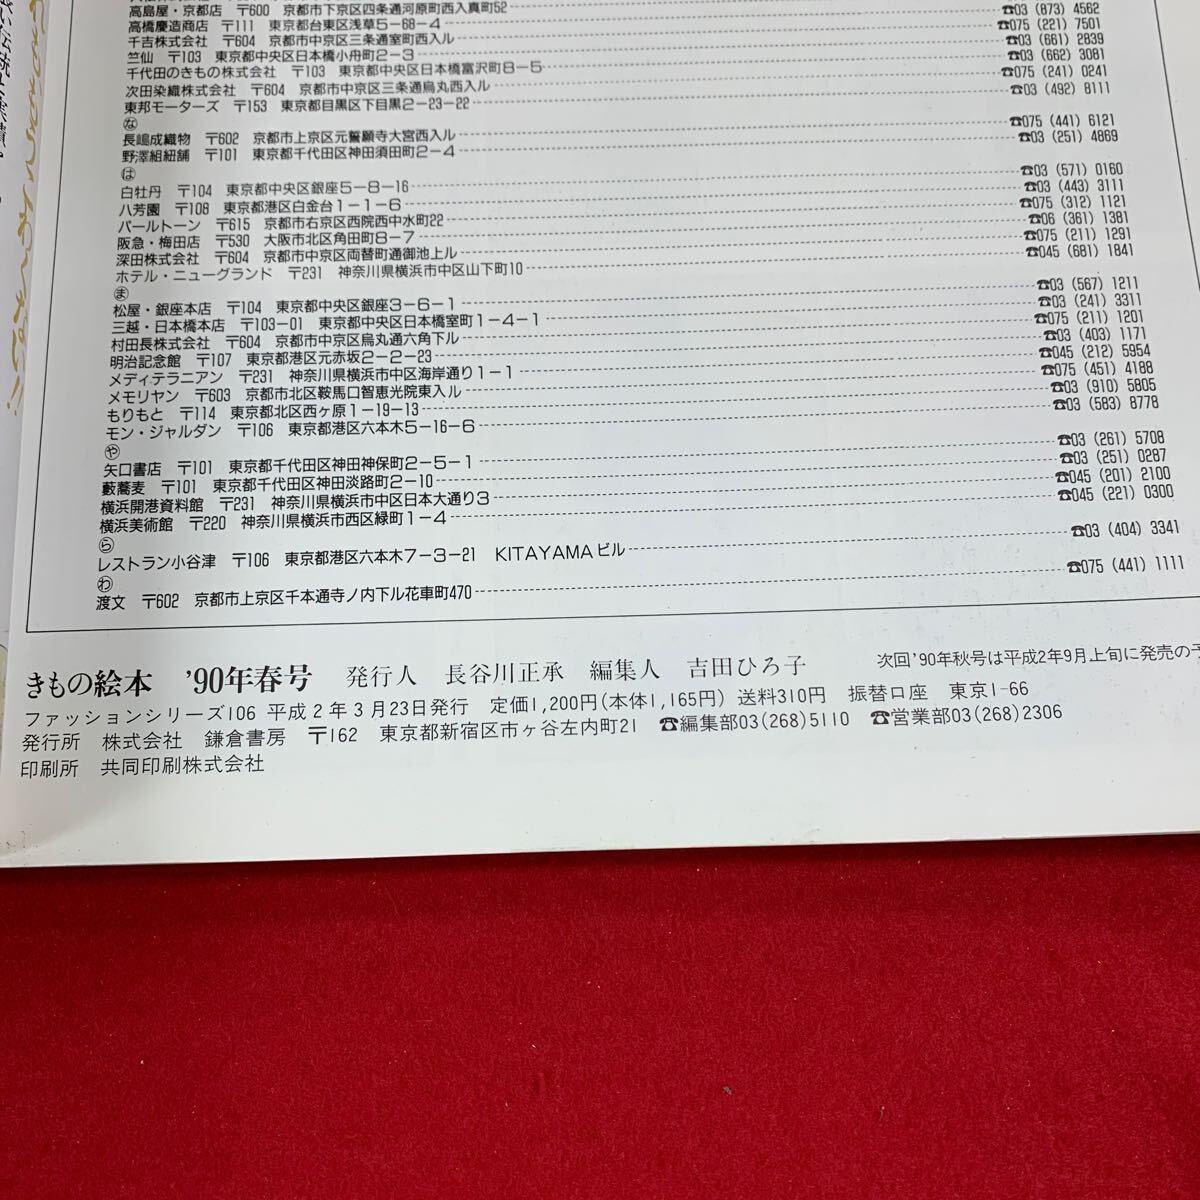 高島屋・京都店 〒600 京都市下京区四条通河原町西入真町52 ☎03 (873) 4562
高橋慶造商店 〒111 東京都台東区浅草5-68-4 ☎075 (221) 7501
千吉株式会社 〒604 京都市中京区三条通室町西入ル ☎03 (661) 2839
竺仙 〒103 東京都中央区日本橋小舟町2-3 ☎03 (662) 3081
千代田のきもの株式会社 〒103 東京都中央区日本橋富沢町8-5 ☎075 (241) 0241
次田染織株式会社 〒604 京都市中京区三条通烏丸西入ル ☎03 (492) 8111
東邦モーターズ 〒153 東京都目黒区下目黒2-23-22
な
長嶋成織物 〒602 京都市上京区元誓願寺大宮西入ル ☎075 (441) 6121
野澤組紐舗 〒101 東京都千代田区神田須田町2-4 ☎03 (251) 4869
は
白牡丹 〒104 東京都中央区銀座5-8-16 ☎03 (571) 0160
八芳園 〒108 東京都港区白金台1-1-6 ☎03 (443) 3111
パールトーン 〒615 京都市右京区西院西中水町22 ☎075 (312) 1121
阪急・梅田店 〒530 大阪市北区角田町8-7 ☎06 (361) 1381
深田株式会社 〒604 京都市中京区両替町通御池上ル ☎075 (211) 1291
ホテル・ニューグランド 〒231 神奈川県横浜市中区山下町10 ☎045 (681) 1841
ま
松屋・銀座本店 〒104 東京都中央区銀座3-6-1 ☎03 (567) 1211
三越・日本橋本店 〒103-01 東京都中央区日本橋室町1-4-1 ☎03 (241) 3311
村田長株式会社 〒604 京都市中京区烏丸通六角下ル ☎075 (211) 1201
明治記念館 〒107 東京都港区元赤坂2-2-23 ☎03 (403) 1171
メディテラニアン 〒231 神奈川県横浜市中区海岸通り1-1 ☎045 (212) 5954
メモリヤン 〒603 京都市北区鞍馬口智恵光院東入ル ☎075 (451) 4188
もりもと 〒114 東京都北区西ヶ原1-19-13 ☎03 (910) 5805
モン・ジャルダン 〒106 東京都港区六本木5-16-6 ☎03 (583) 8778
や
矢口書店 〒101 東京都千代田区神田神保町2-5-1 ☎03 (261) 5708
藪蕎麦 〒101 東京都千代田区神田淡路町2-10 ☎03 (251) 0287
横浜開港資料館 〒231 神奈川県横浜市中区日本大通り3 ☎045 (201) 2100
横浜美術館 〒220 神奈川県横浜市西区緑町1-4 ☎045 (221) 0300
ら
レストラン小谷津 〒106 東京都港区六本木7-3-21 KITAYAMAビル ☎03 (404) 3341
わ
渡文 〒602 京都市上京区千本通寺ノ内下ル花車町470 ☎075 (441) 1111
きもの絵本 '90年春号 発行人 長谷川正承 編集人 吉田ひろ子 次回'90年秋号は平成2年9月上旬に発売の予
ファッションシリーズ106 平成2年3月23日発行 定価1,200円(本体1,165円) 送料310円 振替口座 東京1-66
発行所 株式会社 鎌倉書房 〒162 東京都新宿区市ヶ谷左内町21 ☎編集部03(268)5110 ☎営業部03(268)2306
印刷所 共同印刷株式会社